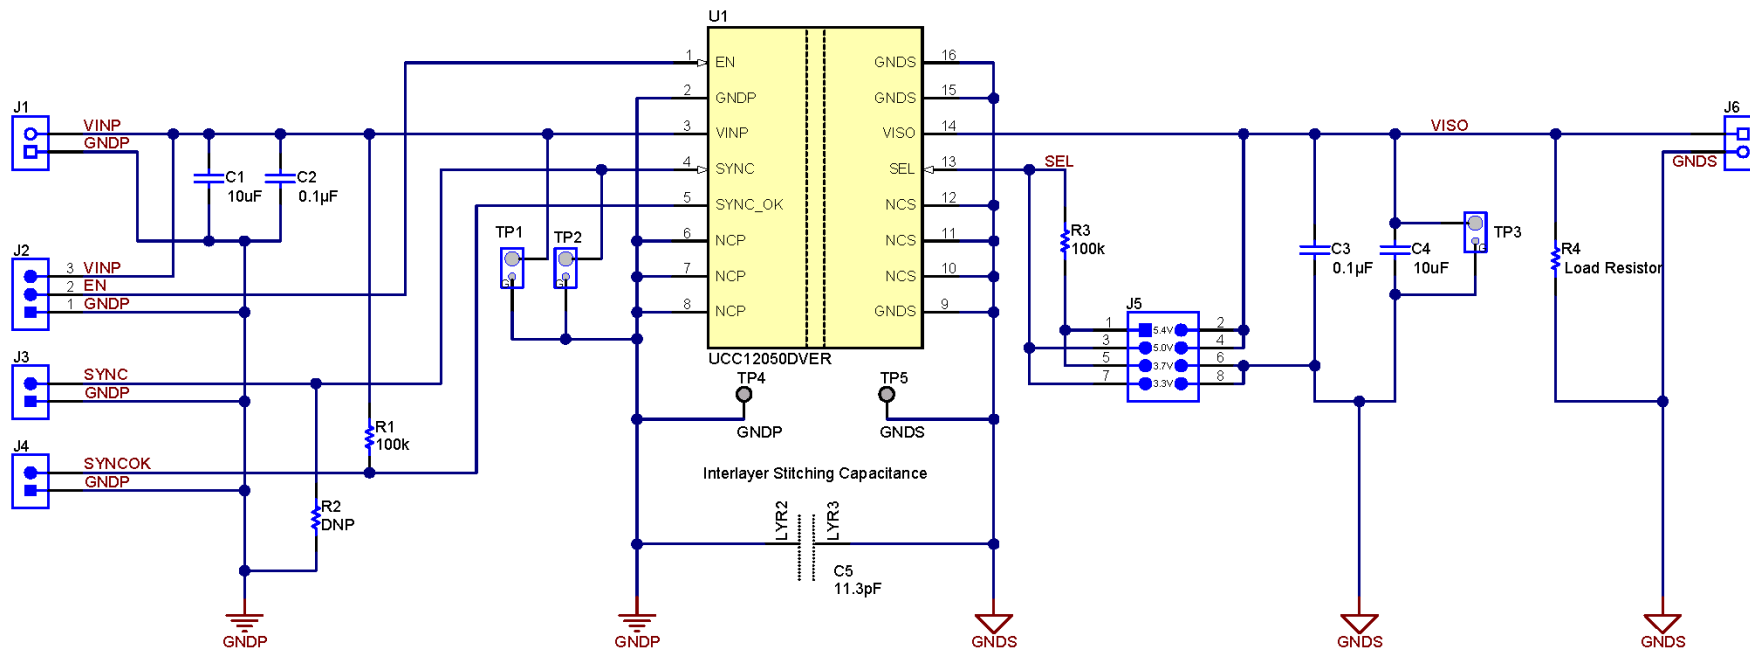 U1
1
EN
2
GNDP
3
VINP
4
SYNC
5
SYNC_OK
6
NCP
7
NCP
8
NCP
GNDS
16
GNDS
15
VISO
14
SEL
13
NCS
12
NCS
11
NCS
10
GNDS
9
UCC12050DVER
J1
VINP
GNDP
C1
10uF
C2
0.1µF
J2
3
VINP
2
EN
1
GNDP
J3
SYNC
GNDP
J4
SYNCOK
GNDP
R1
100k
R2
DNP
GNDP
TP1
TP2
TP4
GNDP
TP5
GNDS
Interlayer Stitching Capacitance
LYR2
LYR3
C5
11.3pF
GNDP
GNDS
SEL
R3
100k
J5
1
5.4V
2
3
5.0V
4
5
3.7V
6
7
3.3V
8
C3
0.1µF
C4
10uF
TP3
VISO
R4
Load Resistor
J6
GNDS
GNDS
GNDS